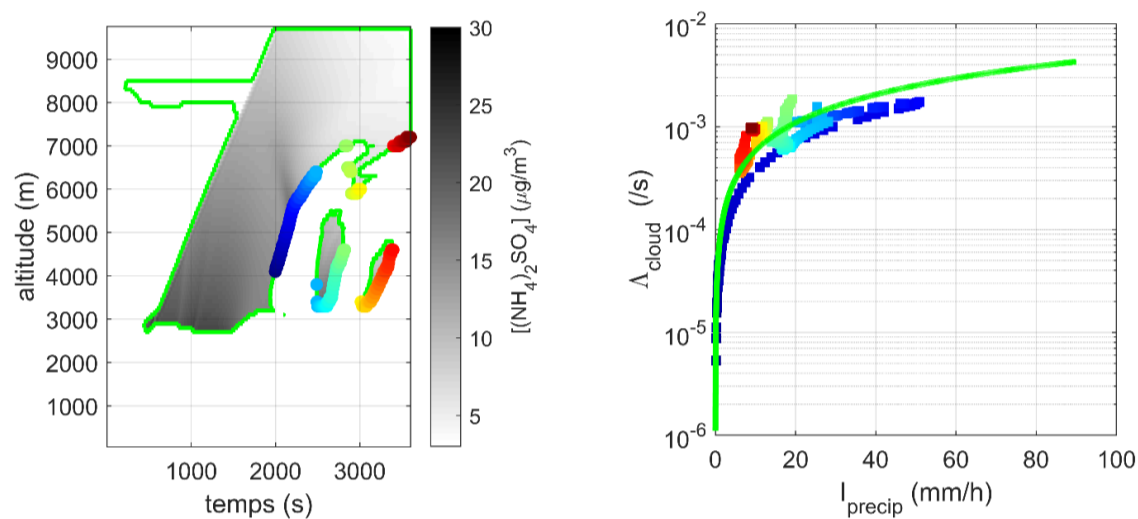 9000
8000
7000
6000
5000
4000
3000
2000
1000
altitude (m)
1000 2000 3000
temps (s)
30
25
20
15
10
5
[(NH₄)₂SO₄] (μg/m³)
10⁻²
10⁻³
10⁻⁴
10⁻⁵
10⁻⁶
Λcloud (/s)
0 20 40 60 80 100
Iprecip (mm/h)